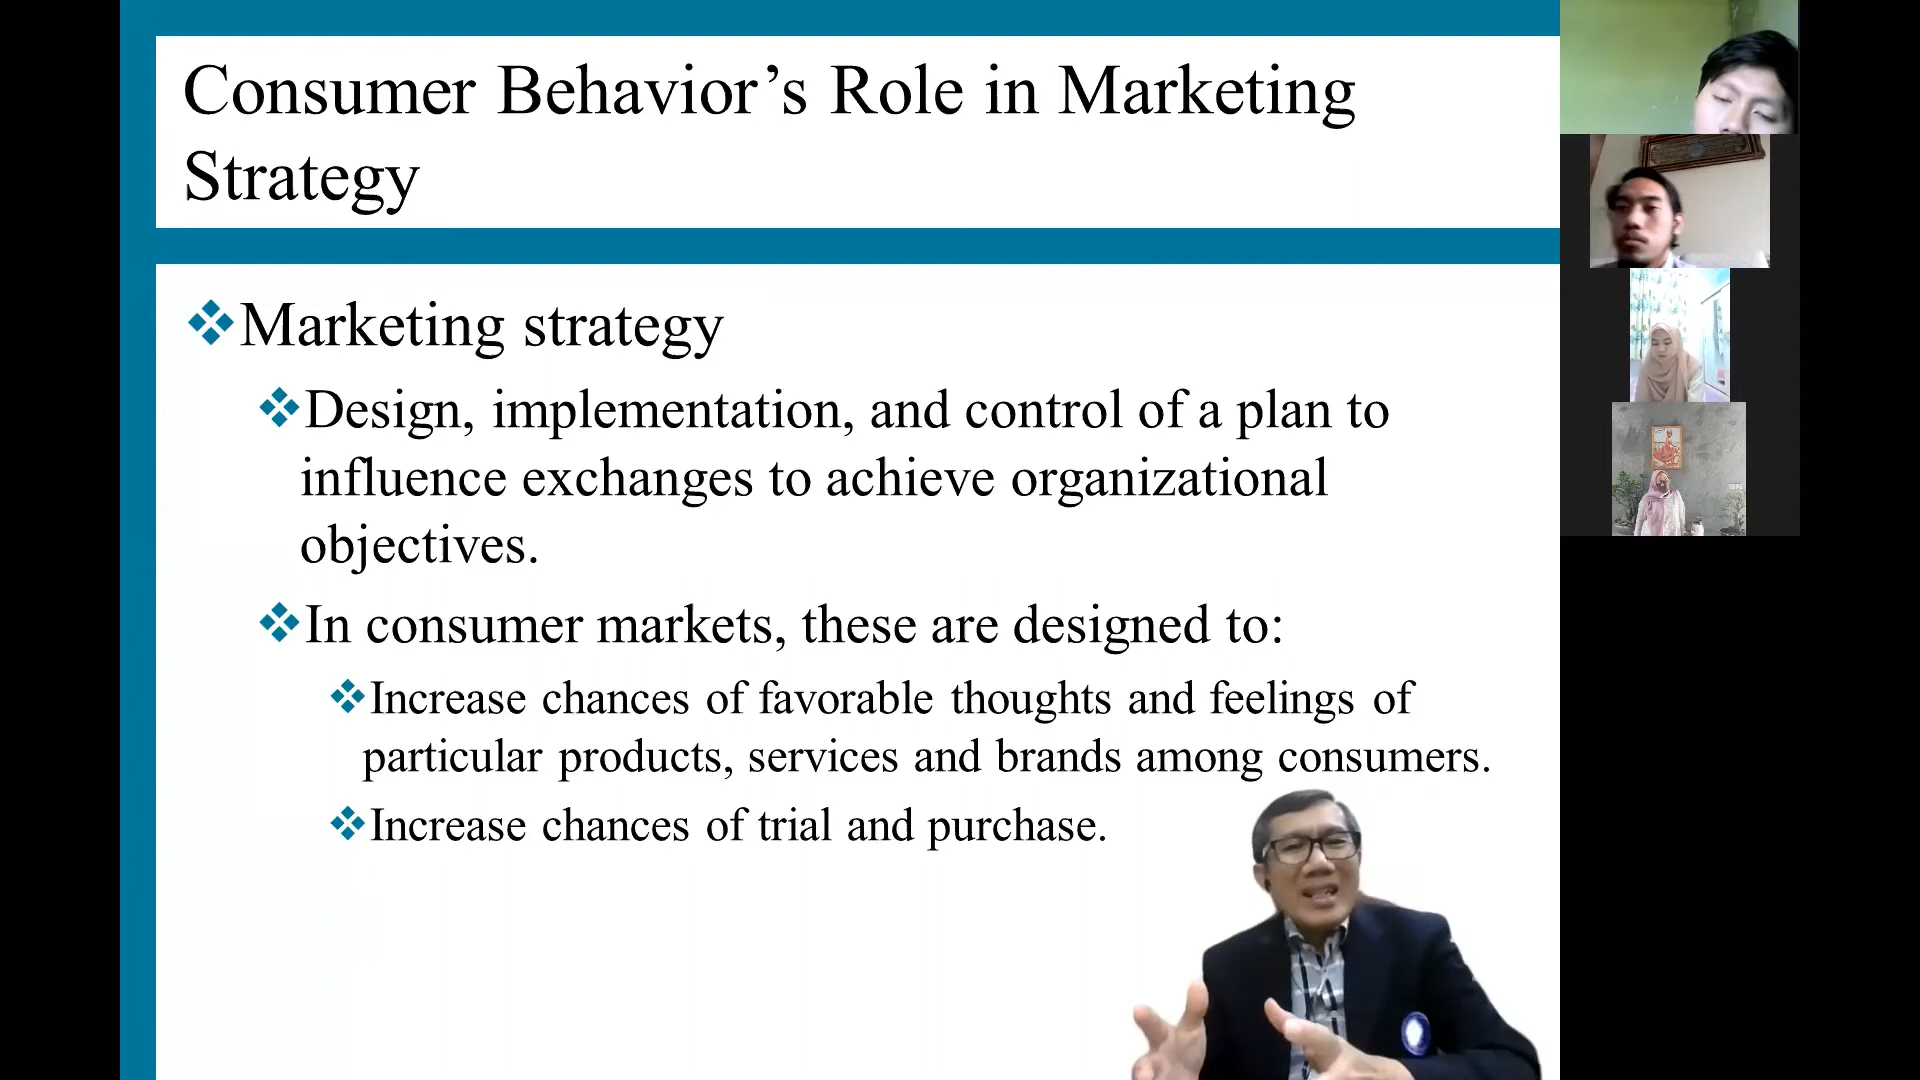 Consumer Behavior’s Role in Marketing
Strategy
Marketing strategy
Design, implementation, and control of a plan to
influence exchanges to achieve organizational
objectives.
In consumer markets, these are designed to:
Increase chances of favorable thoughts and feelings of
particular products, services and brands among consumers.
Increase chances of trial and purchase.